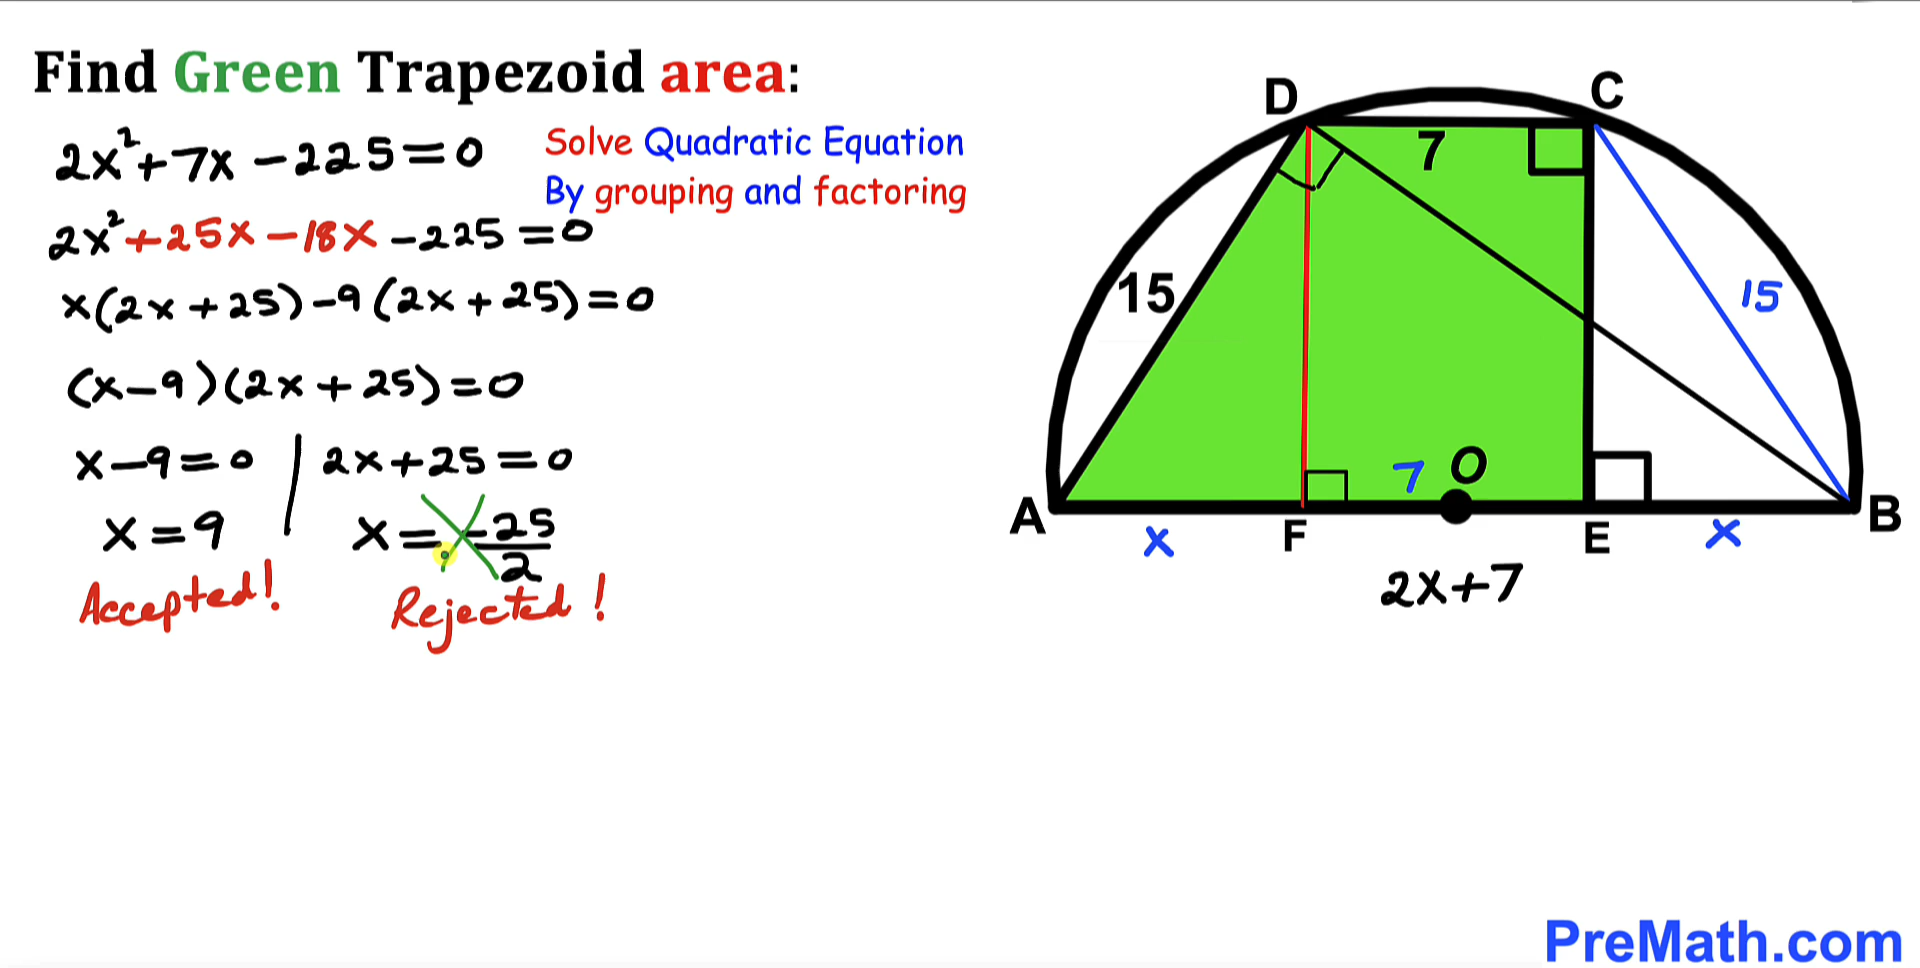 Find Green Trapezoid area:
2x²+7x-225=0
Solve Quadratic Equation
By grouping and factoring
2x²+25x-18x-225=0
x(2x+25)-9(2x+25)=0
(x-9)(2x+25)=0
x-9=0 | 2x+25=0
x=9
x=-25/2
Accepted!
Rejected!
D
C
7
15
15
7
O
A
F
E
B
x
x
2x+7
PreMath.com